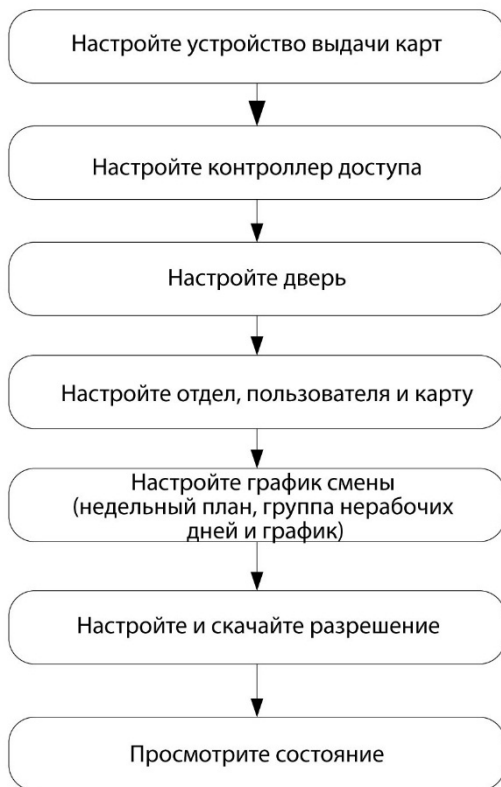 Настройте устройство выдачи карт
Настройте контроллер доступа
Настройте дверь
Настройте отдел, пользователя и карту
Настройте график смены
(недельный план, группа нерабочих
дней и график)
Настройте и скачайте разрешение
Просмотрите состояние